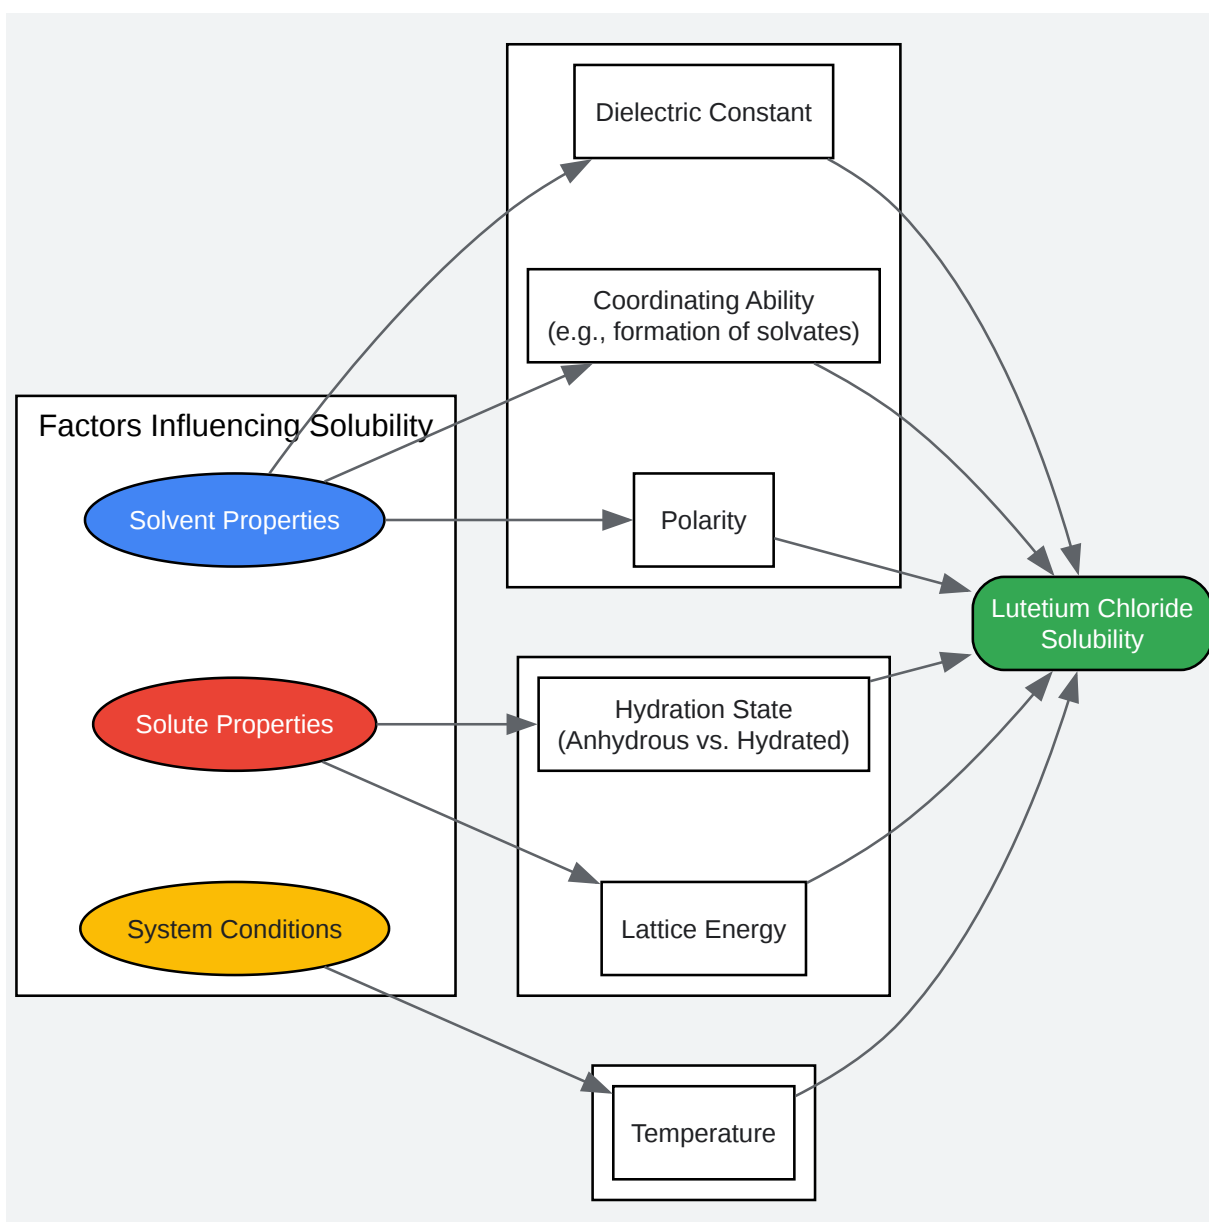 Dielectric Constant
Coordinating Ability
(e.g., formation of solvates)
Factors Influencing Solubility
Solvent Properties
Polarity
Lutetium Chloride
Solubility
Solute Properties
Hydration State
(Anhydrous vs. Hydrated)
System Conditions
Lattice Energy
Temperature